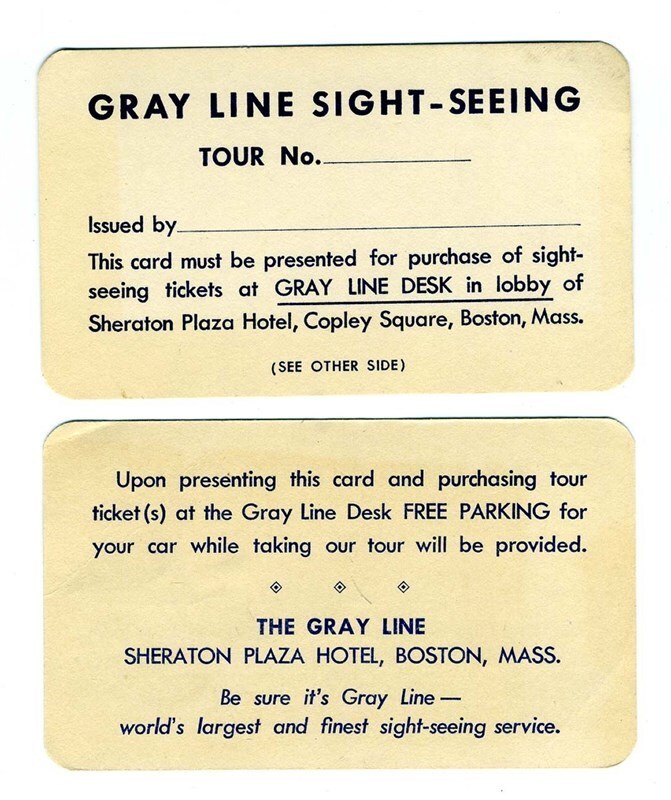 GRAY LINE SIGHT-SEEING
TOUR No.
Issued by
This card must be presented for purchase of sight-
seeing tickets at GRAY LINE DESK in lobby of
Sheraton Plaza Hotel, Copley Square, Boston, Mass.
(SEE OTHER SIDE)
Upon presenting this card and purchasing tour
ticket(s) at the Gray Line Desk FREE PARKING for
your car while taking our tour will be provided.
THE GRAY LINE
SHERATON PLAZA HOTEL, BOSTON, MASS.
Be sure it's Gray Line —
world's largest and finest sight-seeing service.